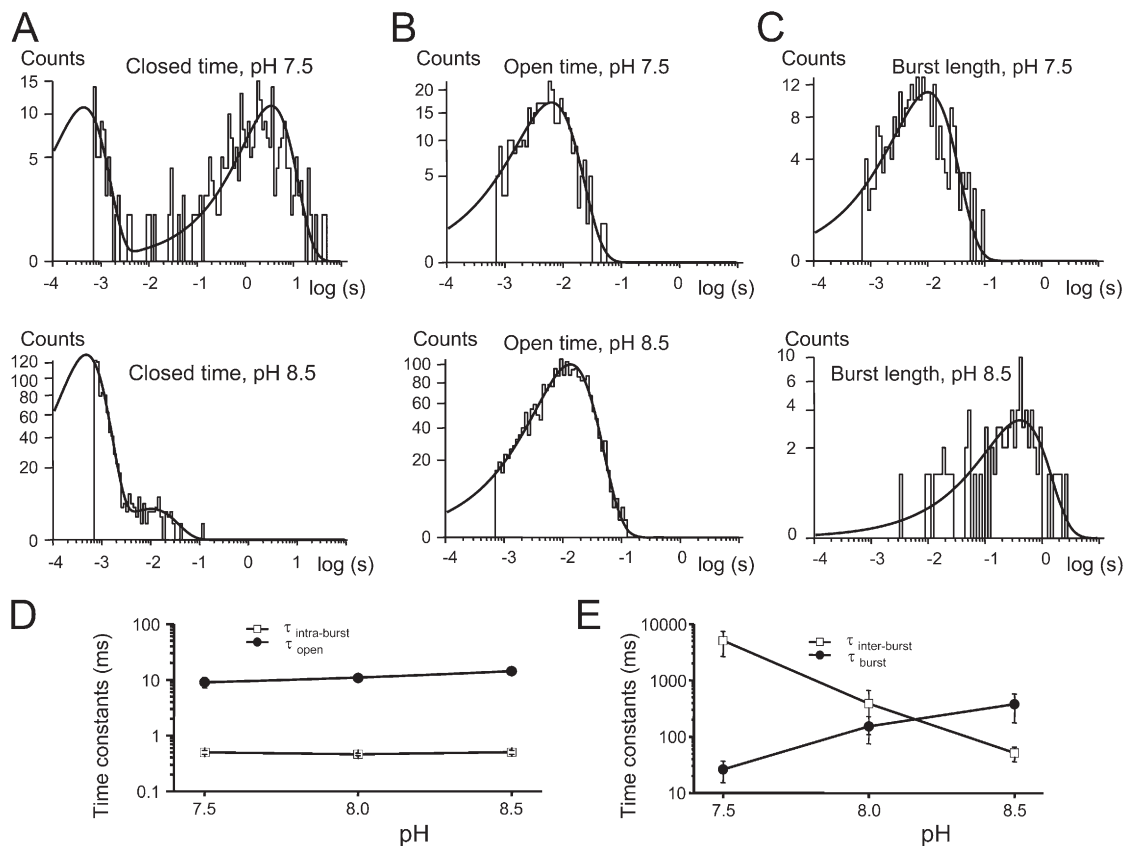 A
B
C
Counts
Closed time, pH 7.5
15
10
5
0
-4 -3 -2 -1 0 1 log (s)
Counts
Open time, pH 7.5
20
15
10
5
0
-4 -3 -2 -1 0 log (s)
Counts
Burst length, pH 7.5
12
8
4
0
-4 -3 -2 -1 0 log (s)
Counts
Closed time, pH 8.5
120
100
80
60
40
20
0
-4 -3 -2 -1 0 1 log (s)
Counts
Open time, pH 8.5
100
80
60
40
20
0
-4 -3 -2 -1 0 log (s)
Counts
Burst length, pH 8.5
10
6
4
2
0
-4 -3 -2 -1 0 log (s)
D
Time constants (ms)
100
10
1
0.1
τ intra-burst
τ open
7.5 8.0 8.5
pH
E
Time constants (ms)
10000
1000
100
10
τ inter-burst
τ burst
7.5 8.0 8.5
pH